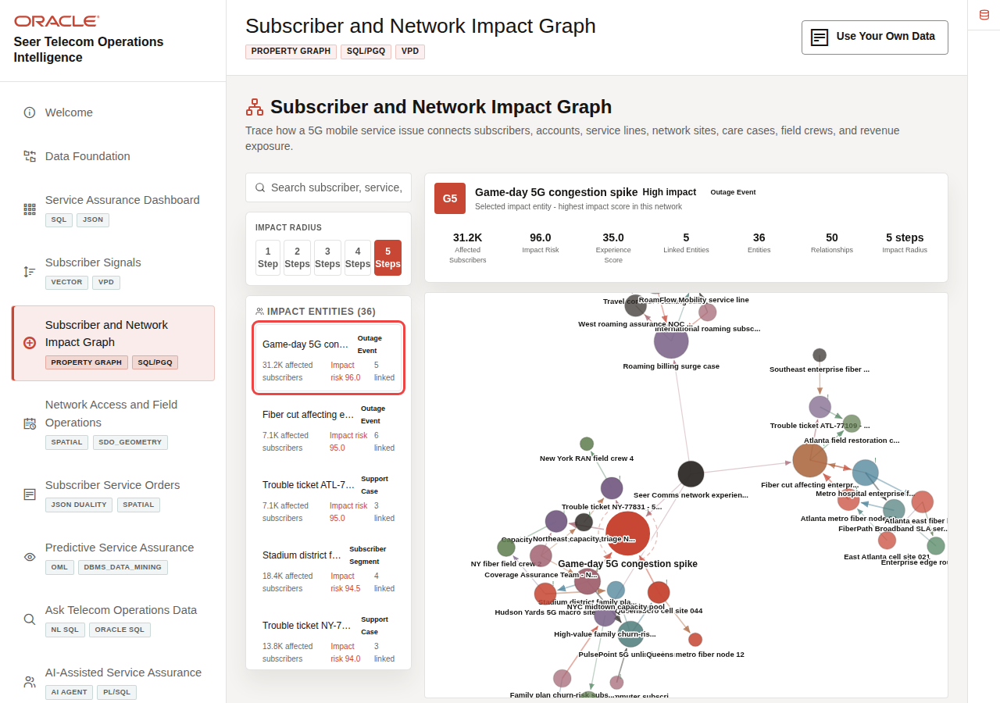 ORACLE
Seer Telecom Operations
Intelligence
Welcome
Data Foundation
Service Assurance Dashboard
SQL JSON
Subscriber Signals
VECTOR VPD
Subscriber and Network
Impact Graph
PROPERTY GRAPH SQL/PGQ
Network Access and Field
Operations
SPATIAL SDO_GEOMETRY
Subscriber Service Orders
JSON DUALITY SPATIAL
Predictive Service Assurance
OML DBMS_DATA_MINING
Ask Telecom Operations Data
NL SQL ORACLE SQL
AI-Assisted Service Assurance
AI AGENT PL/SQL
Subscriber and Network Impact Graph
PROPERTY GRAPH SQL/PGQ VPD
Use Your Own Data
Subscriber and Network Impact Graph
Trace how a 5G mobile service issue connects subscribers, accounts, service lines, network sites, care cases, field crews, and revenue
exposure.
Search subscriber, service,
IMPACT RADIUS
1 Step
2 Steps
3 Steps
4 Steps
5 Steps
IMPACT ENTITIES (36)
Game-day 5G con… Outage Event
31.2K affected subscribers Impact risk 96.0 5 linked
Fiber cut affecting e… Outage Event
7.1K affected subscribers Impact risk 95.0 6 linked
Trouble ticket ATL-7… Support Case
7.1K affected subscribers Impact risk 95.0 3 linked
Stadium district f… Subscriber Segment
18.4K affected subscribers Impact risk 94.5 4 linked
Trouble ticket NY-7… Support Case
13.8K affected subscribers Impact risk 94.0 3 linked
G5
Game-day 5G congestion spike High impact Outage Event
Selected impact entity - highest impact score in this network
31.2K Affected Subscribers
96.0 Impact Risk
35.0 Experience Score
5 Linked Entities
36 Entities
50 Relationships
5 steps Impact Radius
Flow Mobility service line
West roaming assurance NOC ...
International roaming subsc...
Roaming billing surge case
Southeast enterprise fiber ...
Trouble ticket ATL-77109 - ...
Atlanta field restoration c...
New York RAN field crew 4
Fiber cut affecting enterpr...
Seer Comms network experien...
Metro hospital enterprise f...
Trouble ticket NY-77831 - 5...
Atlanta metro fiber node
Atlanta east fiber
FiberPath Broadband SLA ser...
Capacity
Northeast capacity triage N...
East Atlanta cell site 021
Enterprise edge rou
NY fiber field crew 2
Game-day 5G congestion spike
Coverage Assurance Team - N...
Stadium district family pla...
NYC midtown capacity pool
Hudson Yards 5G macro site
cell site 044
High-value family churn-ris...
PulsePoint 5G unli
Queens metro fiber node 12
Family plan churn-risk subs...